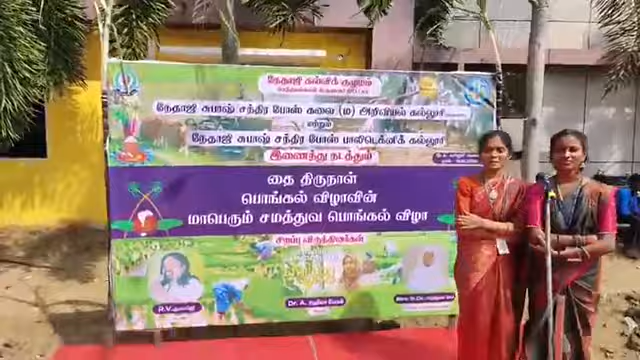 நேதாஜி கல்விக் குழுமம்
நேதாஜி சுபாஷ் சந்திர போஸ் கலை (ம) அறிவியல் கல்லூரி
மற்றும்
நேதாஜி சுபாஷ் சந்திர போஸ் பாலிடெக்னிக் கல்லூரி
இணைந்து நடத்தும்
தை திருநாள்
பொங்கல் விழாவின்
மாபெரும் சமத்துவ பொங்கல் விழா
சிறப்பு விருந்தினர்கள்